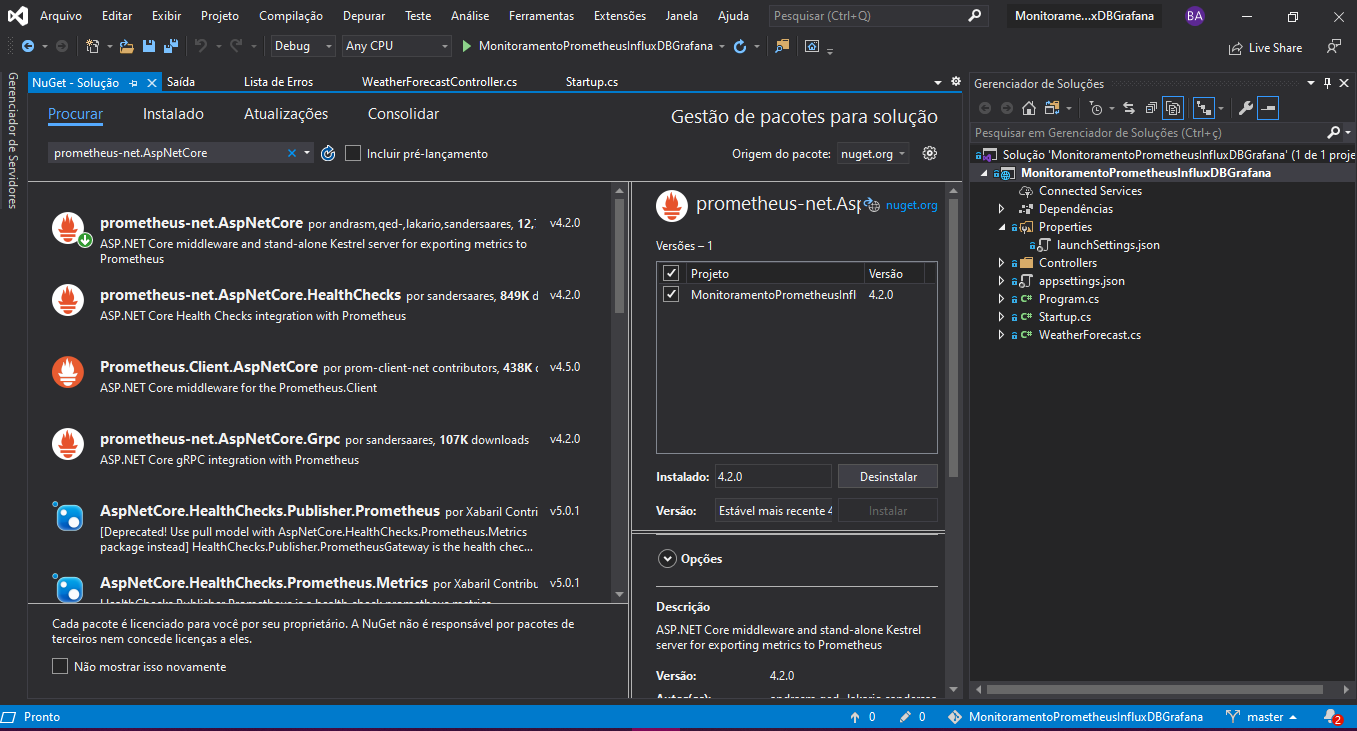 Arquivo Editar Exibir Projeto Compilação Depurar Teste Análise Ferramentas Extensões Janela Ajuda Pesquisar (Ctrl+Q) Monitorame...xDBGrafana BA
Debug Any CPU MonitoramentoPrometheusInfluxDBGrafana Live Share
Gerenciador de Servidores
NuGet - Solução Saída Lista de Erros WeatherForecastController.cs Startup.cs
Procurar Instalado Atualizações Consolidar
Gestão de pacotes para solução
prometheus-net.AspNetCore Incluir pré-lançamento
Origem do pacote: nuget.org
prometheus-net.AspNetCore por andrasm,qed-,lakario,sandersaares, 12, v4.2.0
ASP.NET Core middleware and stand-alone Kestrel server for exporting metrics to
Prometheus
prometheus-net.AspNetCore.HealthChecks por sandersaares, 849K d v4.2.0
ASP.NET Core Health Checks integration with Prometheus
Prometheus.Client.AspNetCore por prom-client-net contributors, 438K v4.5.0
ASP.NET Core middleware for the Prometheus.Client
prometheus-net.AspNetCore.Grpc por sandersaares, 107K downloads v4.2.0
ASP.NET Core gRPC integration with Prometheus
AspNetCore.HealthChecks.Publisher.Prometheus por Xabaril Contri v5.0.1
[Deprecated! Use pull model with AspNetCore.HealthChecks.Prometheus.Metrics
package instead] HealthChecks.Publisher.PrometheusGateway is the health chec...
AspNetCore.HealthChecks.Prometheus.Metrics por Xabaril Contribu v5.0.1
HealthChecks.Publisher.Prometheus is a health check prometheus metrics
Cada pacote é licenciado para você por seu proprietário. A NuGet não é responsável por pacotes de
terceiros nem concede licenças a eles.
Não mostrar isso novamente
prometheus-net.Asp nuget.org
Versões – 1
Projeto Versão
MonitoramentoPrometheusInfl 4.2.0
Instalado: 4.2.0 Desinstalar
Versão: Estável mais recente 4 Instalar
Opções
Descrição
ASP.NET Core middleware and stand-alone Kestrel
server for exporting metrics to Prometheus
Versão: 4.2.0
Autor(es): andrasm,qed-,lakario,sanderso
Gerenciador de Soluções
Pesquisar em Gerenciador de Soluções (Ctrl+ç)
Solução 'MonitoramentoPrometheusInfluxDBGrafana' (1 de 1 proje
MonitoramentoPrometheusInfluxDBGrafana
Connected Services
Dependências
Properties
launchSettings.json
Controllers
appsettings.json
C# Program.cs
C# Startup.cs
C# WeatherForecast.cs
Pronto 0 0 MonitoramentoPrometheusInfluxDBGrafana master 2